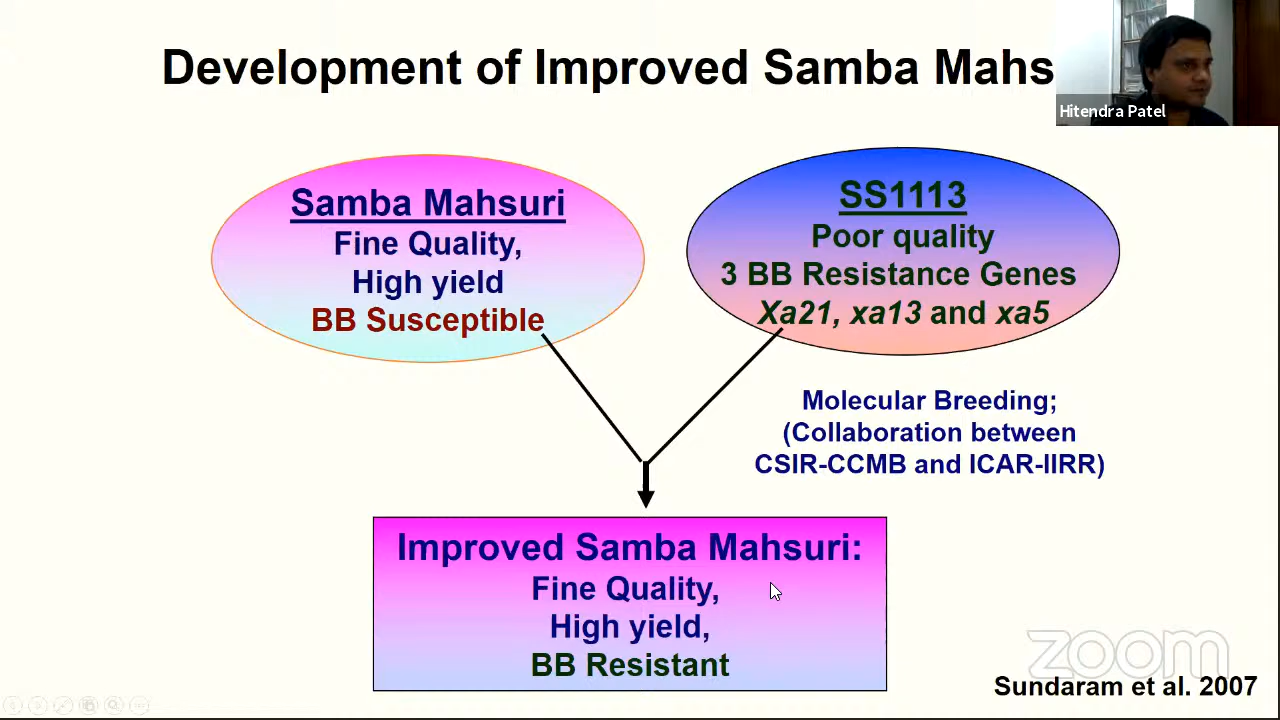 Development of Improved Samba Mahs
Hitendra Patel
Samba Mahsuri
Fine Quality,
High yield
BB Susceptible
SS1113
Poor quality
3 BB Resistance Genes
Xa21, xa13 and xa5
Molecular Breeding;
(Collaboration between
CSIR-CCMB and ICAR-IIRR)
Improved Samba Mahsuri:
Fine Quality,
High yield,
BB Resistant
zoom
Sundaram et al. 2007